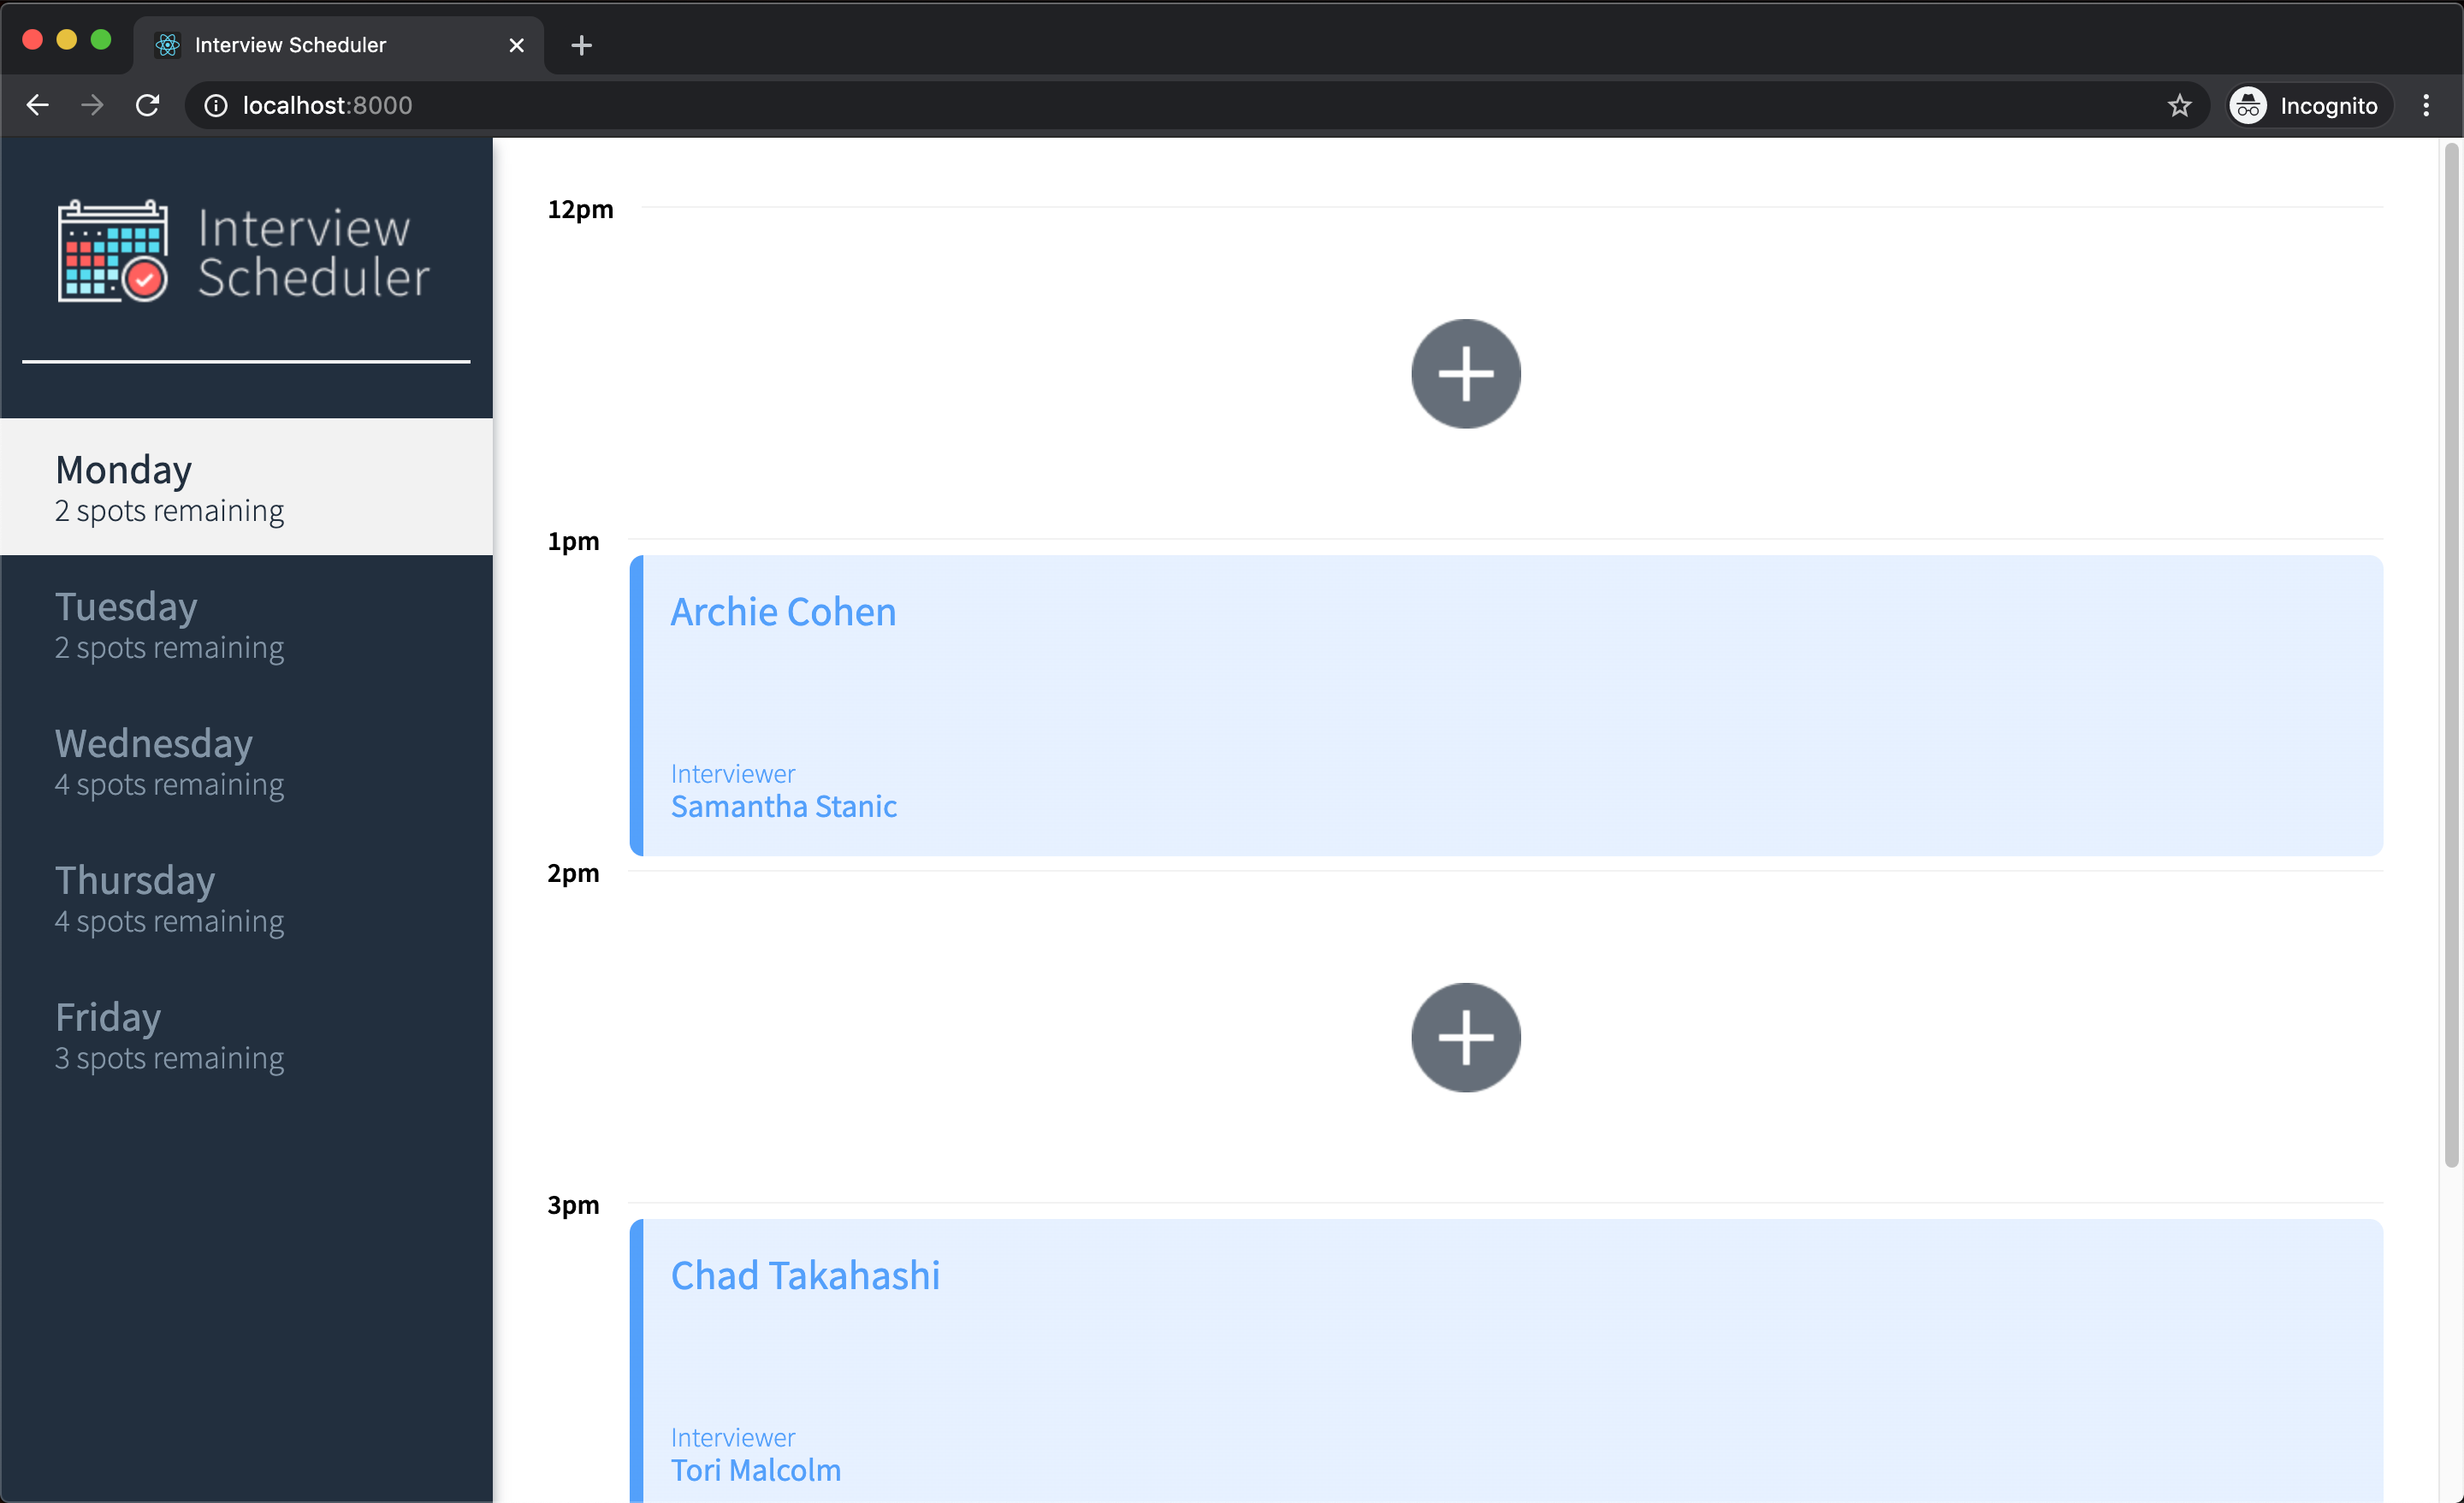 Interview Scheduler
localhost:8000
Incognito
Interview
Scheduler
Monday
2 spots remaining
Tuesday
2 spots remaining
Wednesday
4 spots remaining
Thursday
4 spots remaining
Friday
3 spots remaining
12pm
1pm
Archie Cohen
Interviewer
Samantha Stanic
2pm
3pm
Chad Takahashi
Interviewer
Tori Malcolm